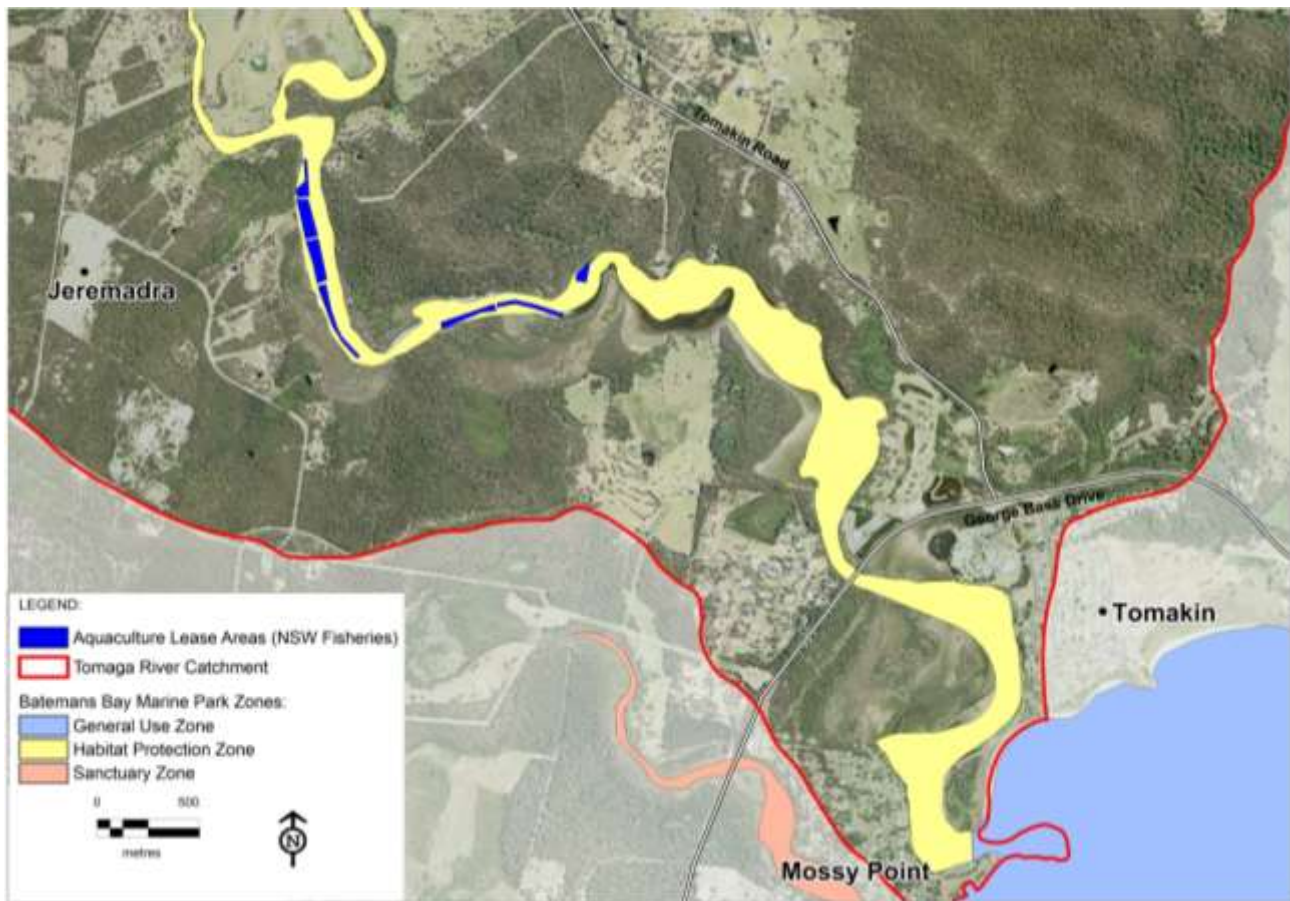 Tomakin Road
Jeremadra
George Bass Drive
Tomakin
Mossy Point
LEGEND:
Aquaculture Lease Areas (NSW Fisheries)
Tomaga River Catchment
Batemans Bay Marine Park Zones:
General Use Zone
Habitat Protection Zone
Sanctuary Zone
0 500
metres
N